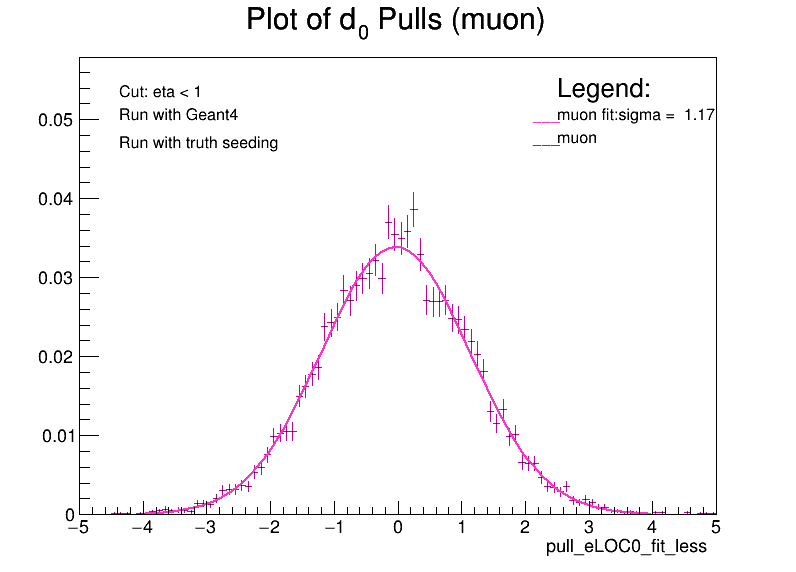 Plot of d0 Pulls (muon)
Cut: eta < 1
Run with Geant4
Run with truth seeding
Legend:
___muon fit:sigma = 1.17
___muon
0.05
0.04
0.03
0.02
0.01
0
−5 −4 −3 −2 −1 0 1 2 3 4 5
pull_eLOC0_fit_less